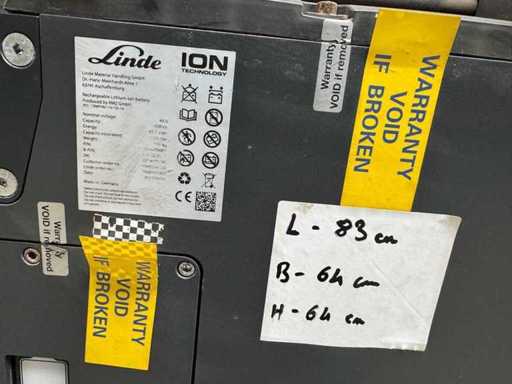 Linde
ION
TECHNOLOGY
Linde Material Handling GmbH
63741 Aschaffenburg
Rechargeable Lithium-ion battery
Nominal voltage
Capacity
Energy
Weight
Made in Germany
CE
Warranty
VOID if removed
WARRANTY
VOID
IF BROKEN
Warranty
VOID if removed
WARRANTY
VOID
IF BROKEN
L - 83 cm
B - 64 cm
H - 64 cm